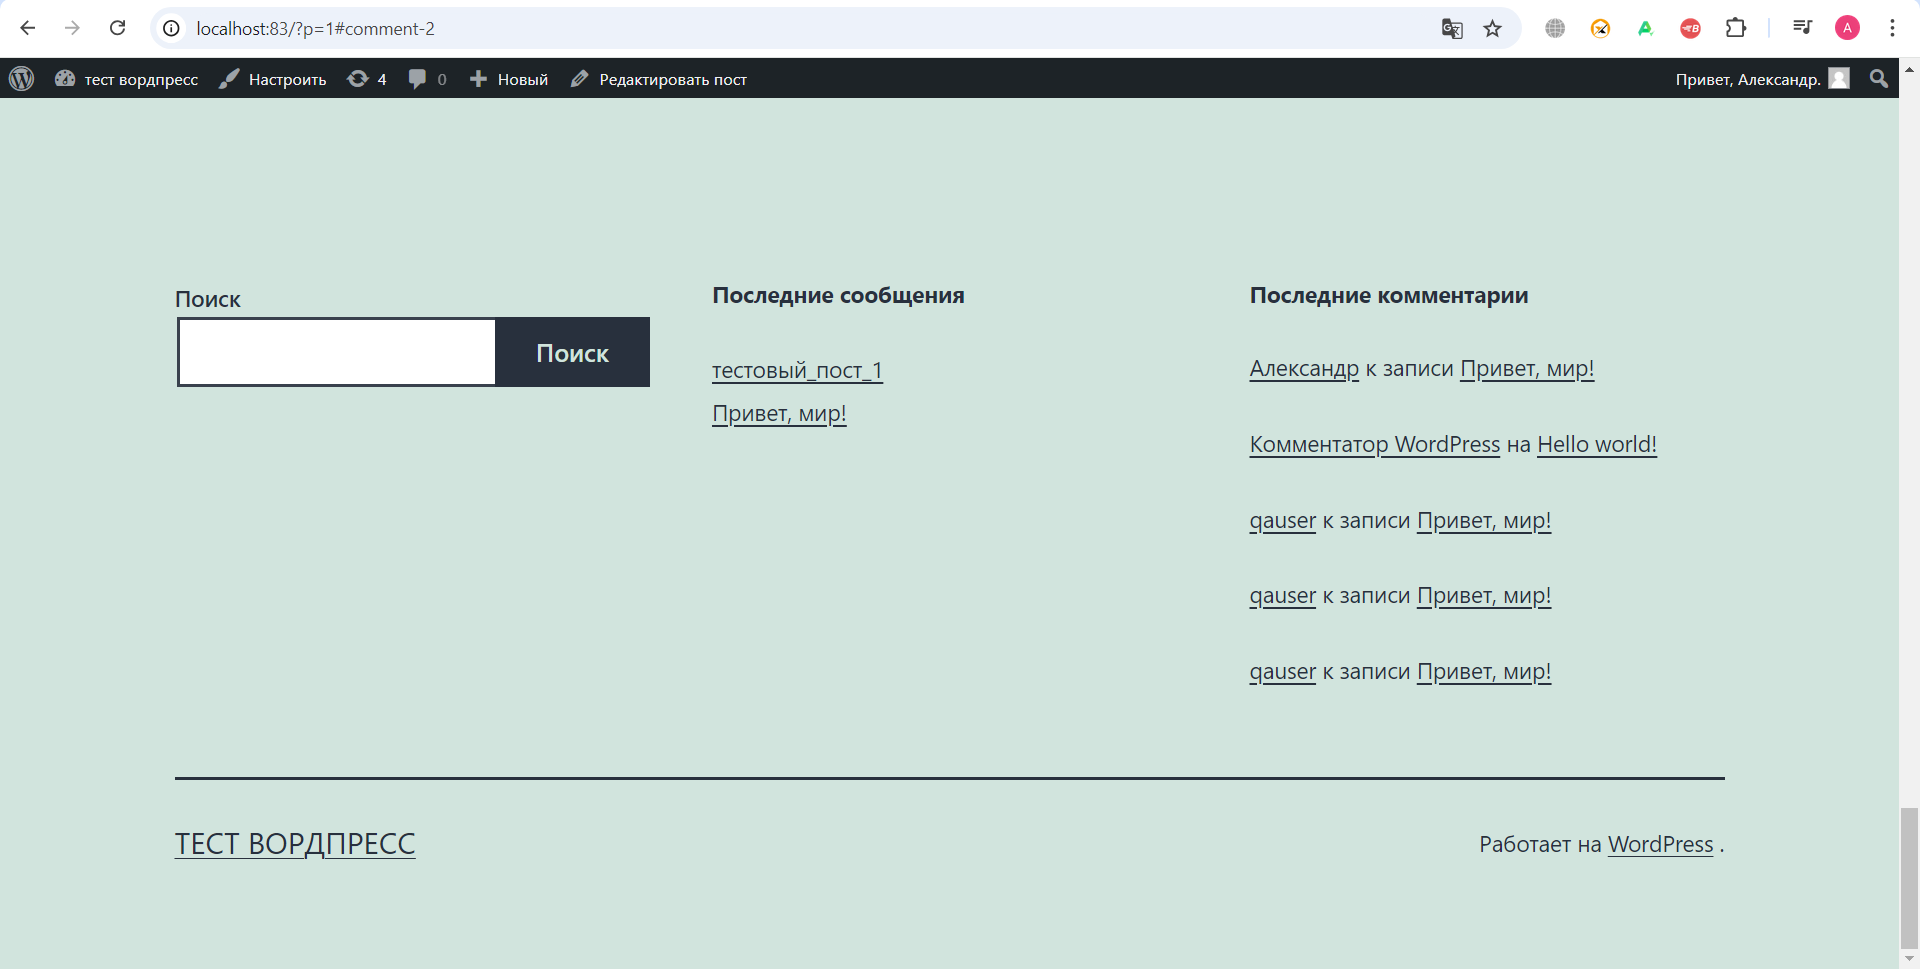 localhost:83/?p=1#comment-2
A
B
A
тест вордпресс Настроить 4 0 Новый Редактировать пост Привет, Александр.
Поиск
Поиск
Последние сообщения
тестовый_пост_1
Привет, мир!
Последние комментарии
Александр к записи Привет, мир!
Комментатор WordPress на Hello world!
qauser к записи Привет, мир!
qauser к записи Привет, мир!
qauser к записи Привет, мир!
ТЕСТ ВОРДПРЕСС
Работает на WordPress .